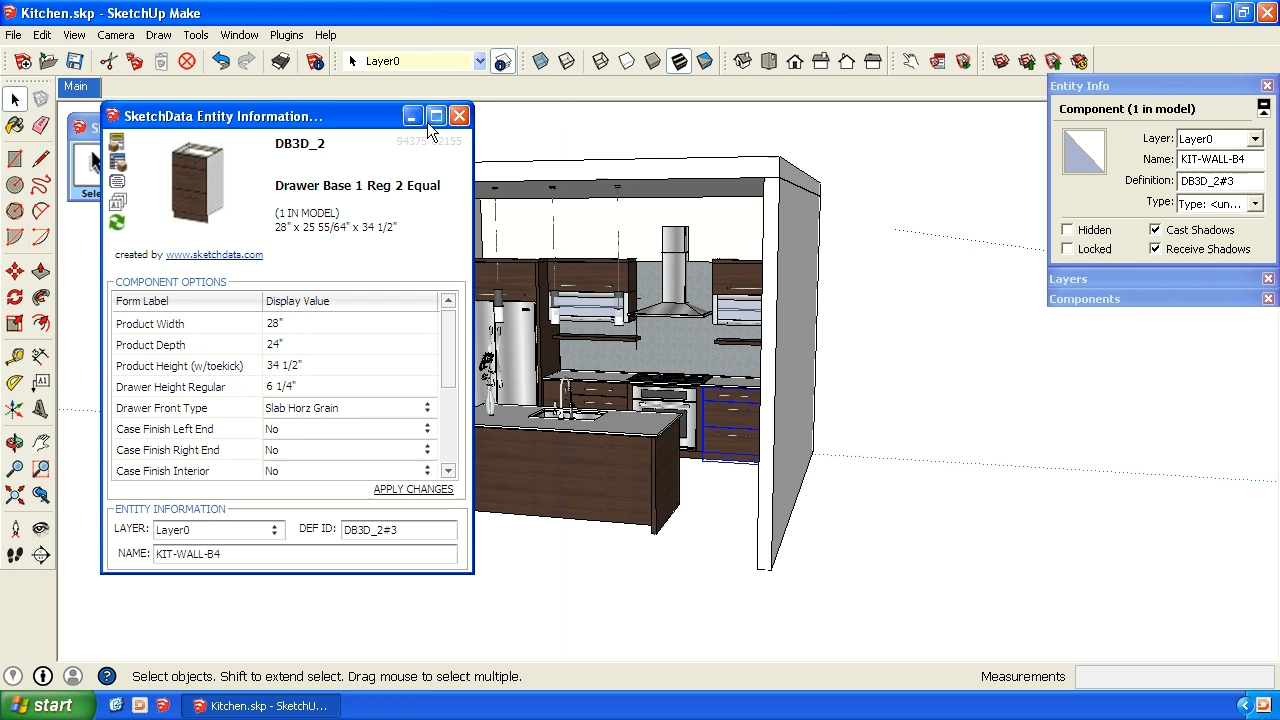 Kitchen.skp - SketchUp Make
File Edit View Camera Draw Tools Window Plugins Help
Layer0
Main
SketchData Entity Information...
DB3D_2
Drawer Base 1 Reg 2 Equal
(1 IN MODEL)
28" x 25 55/64" x 34 1/2"
created by www.sketchdata.com
COMPONENT OPTIONS
Form Label Display Value
Product Width 28"
Product Depth 24"
Product Height (w/toekick) 34 1/2"
Drawer Height Regular 6 1/4"
Drawer Front Type Slab Horz Grain
Case Finish Left End No
Case Finish Right End No
Case Finish Interior No
APPLY CHANGES
ENTITY INFORMATION
LAYER: Layer0 DEF ID: DB3D_2#3
NAME: KIT-WALL-B4
Entity Info
Component (1 in model)
Layer: Layer0
Name: KIT-WALL-B4
Definition: DB3D_2#3
Type: Type: <un...
Hidden Cast Shadows
Locked Receive Shadows
Layers
Components
Select objects. Shift to extend select. Drag mouse to select multiple.
Measurements
start
Kitchen.skp - SketchU...